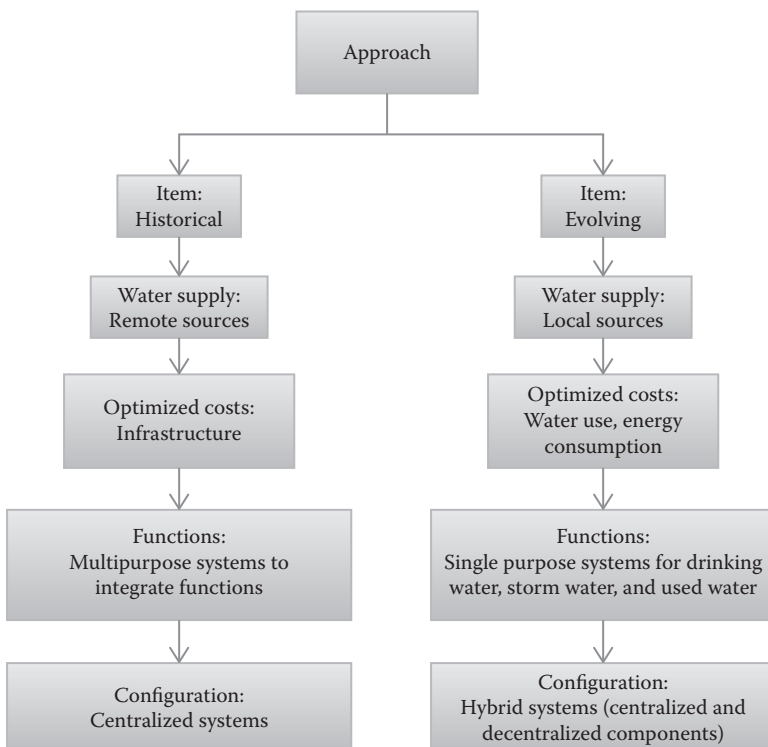 Approach
Item:
Historical
Water supply:
Remote sources
Optimized costs:
Infrastructure
Functions:
Multipurpose systems to
integrate functions
Configuration:
Centralized systems
Item:
Evolving
Water supply:
Local sources
Optimized costs:
Water use, energy
consumption
Functions:
Single purpose systems for drinking
water, storm water, and used water
Configuration:
Hybrid systems (centralized and
decentralized components)